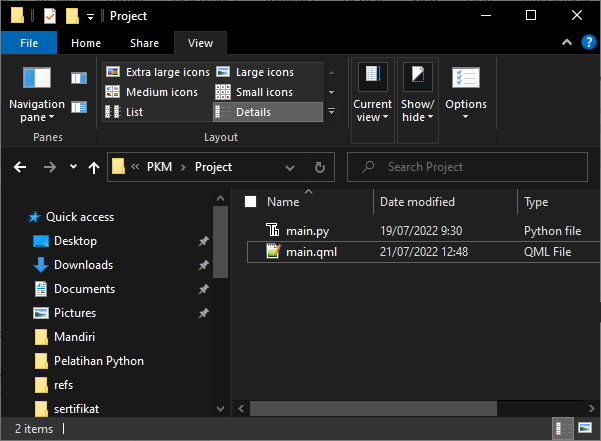 Project
File Home Share View
Navigation pane
Extra large icons Large icons
Medium icons Small icons
List Details
Current view
Show/ hide
Options
Panes Layout
PKM Project
Search Project
Quick access
Desktop
Downloads
Documents
Pictures
Mandiri
Pelatihan Python
refs
sertifikat
Name Date modified Type
main.py 19/07/2022 9:30 Python file
main.qml 21/07/2022 12:48 QML File
2 items